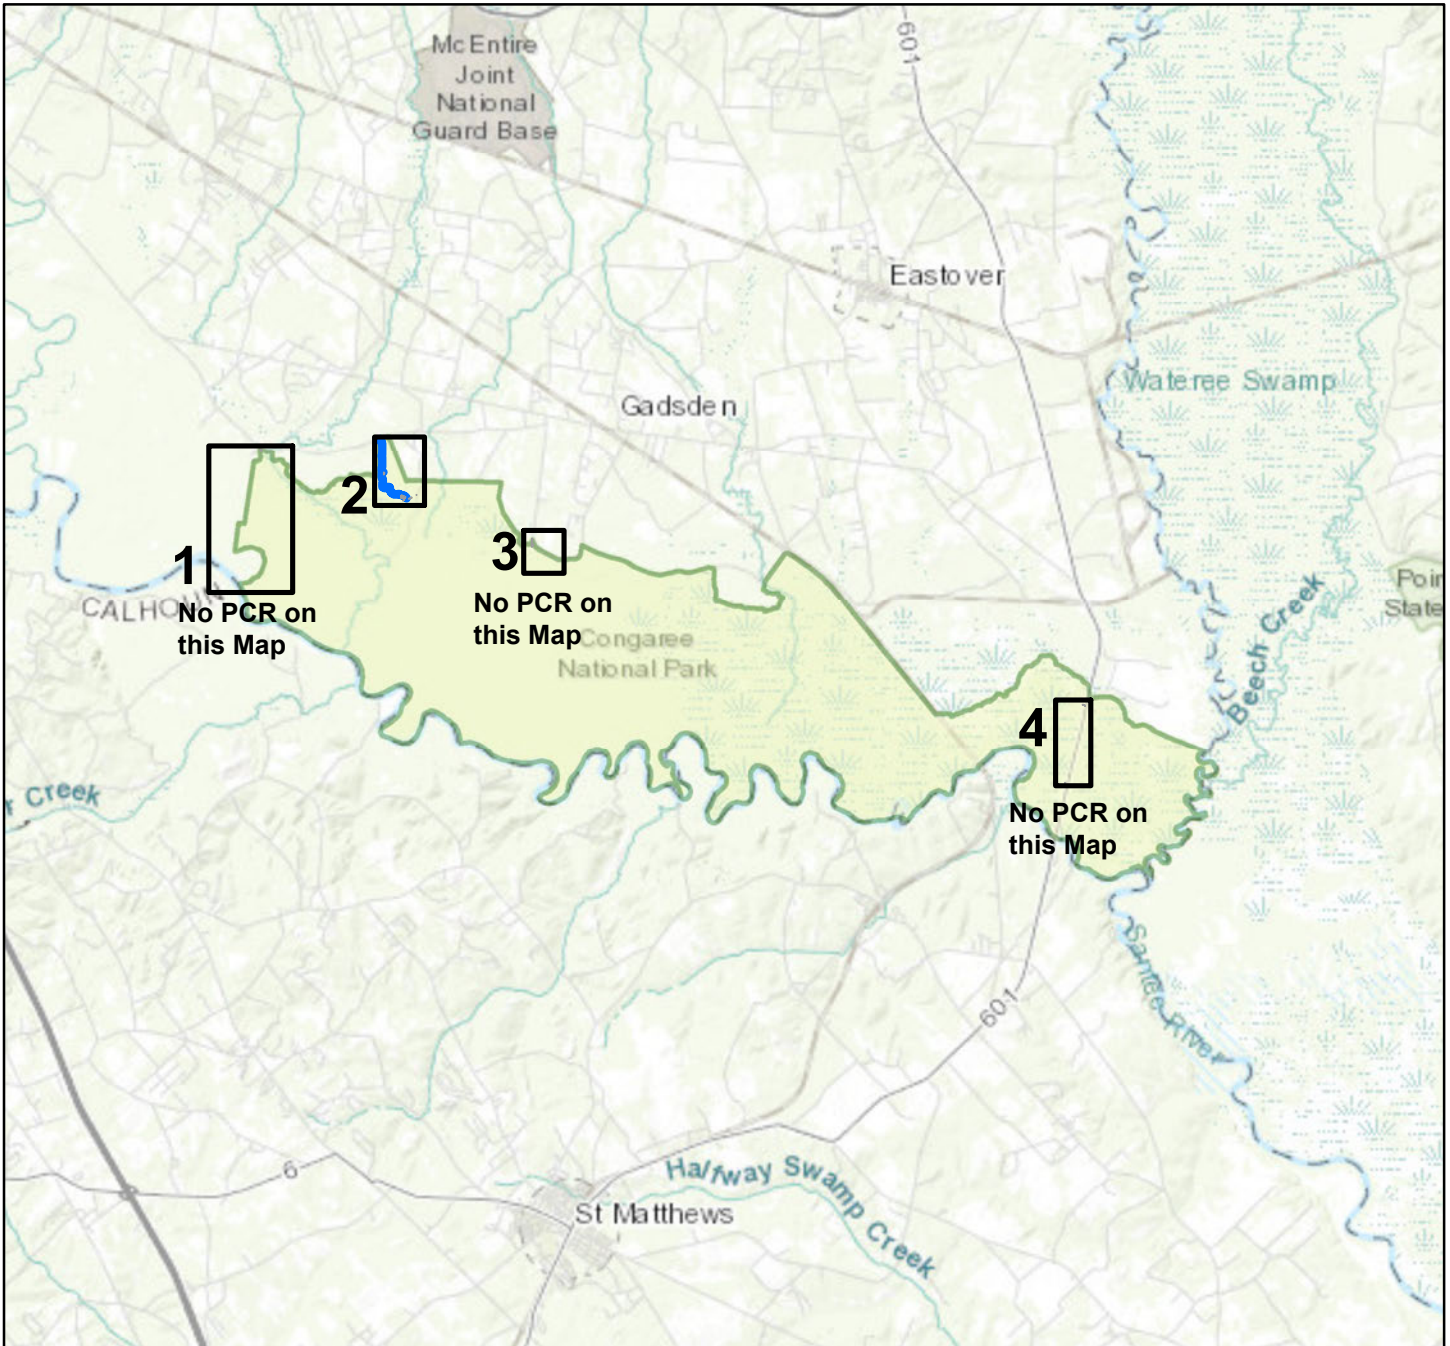 McEntire
Joint
National
Guard Base
601
Eastover
Wateree Swamp
Gadsden
2
1
3
CALHOUN
No PCR on
this Map
No PCR on
this Map
Congaree
National Park
Beech Creek
Poin
State
4
No PCR on
this Map
r Creek
Santee River
601
6
Halfway Swamp Creek
St Matthews